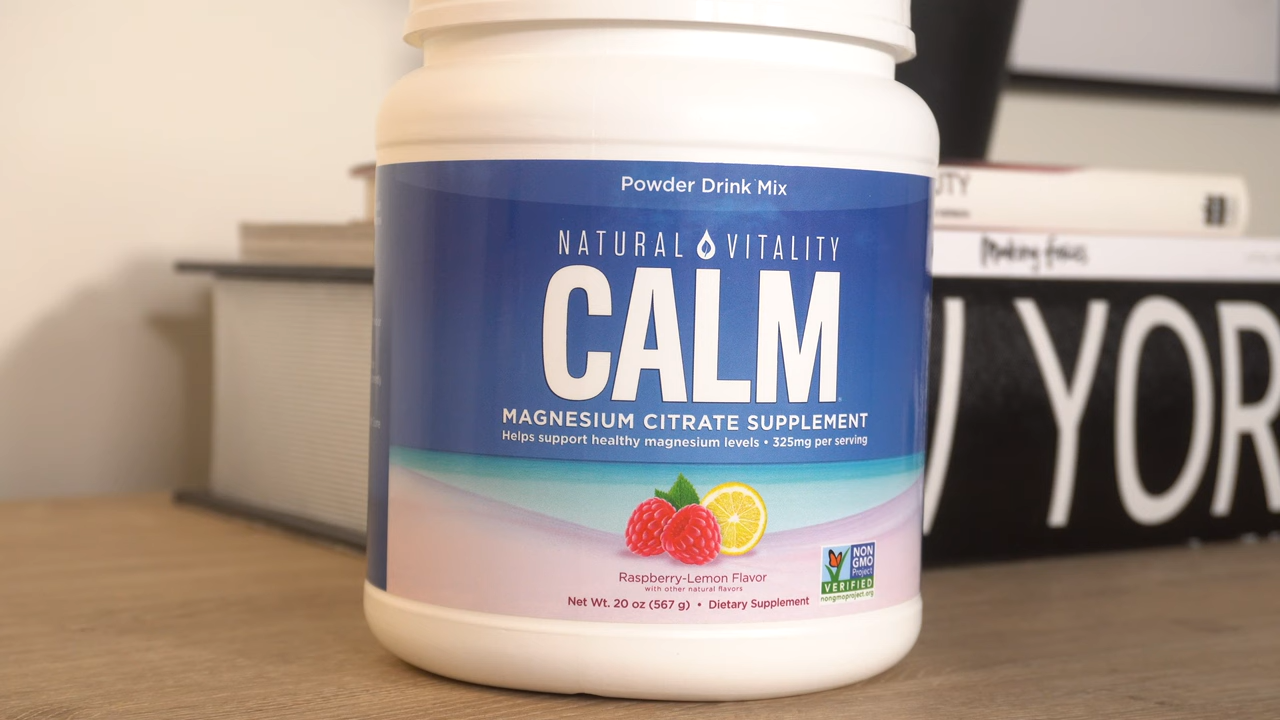 Powder Drink Mix
NATURAL VITALITY
CALM
MAGNESIUM CITRATE SUPPLEMENT
Helps support healthy magnesium levels • 325mg per serving
Raspberry-Lemon Flavor
with other natural flavors
Net Wt. 20 oz (567 g) • Dietary Supplement
NON
GMO
Project
VERIFIED
nongmoproject.org
UTY
Making faces
YOR